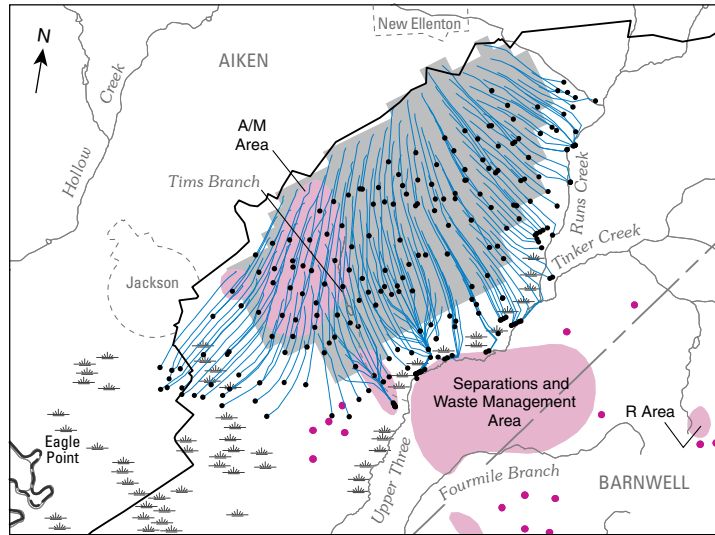 New Ellenton
N
AIKEN
Hollow
Creek
A/M
Area
Tims Branch
Runs Creek
Tinker Creek
Jackson
Separations and
Waste Management
Area
R Area
Eagle
Point
Upper Three
Fourmile Branch
BARNWELL